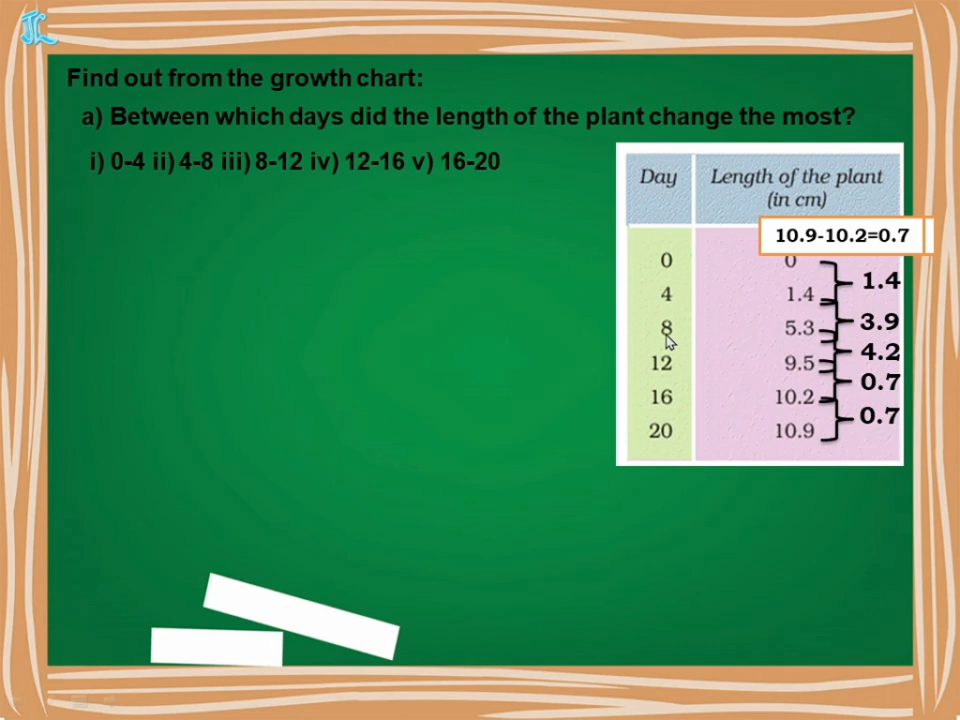 JL
Find out from the growth chart:
a) Between which days did the length of the plant change the most?
i) 0-4 ii) 4-8 iii) 8-12 iv) 12-16 v) 16-20
Day Length of the plant
(in cm)
10.9-10.2=0.7
0 0
1.4
4 1.4
3.9
8 5.3
4.2
12 9.5
0.7
16 10.2
0.7
20 10.9